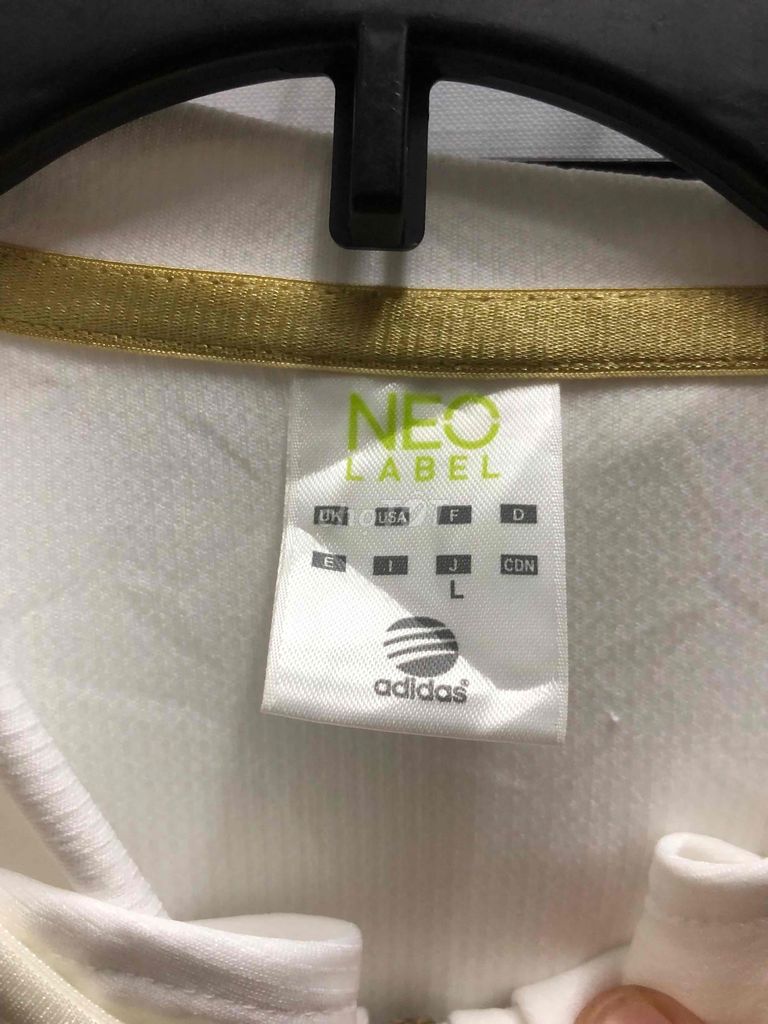 NEO
LABEL
UK USA F D
E I J CDN
L
adidas®